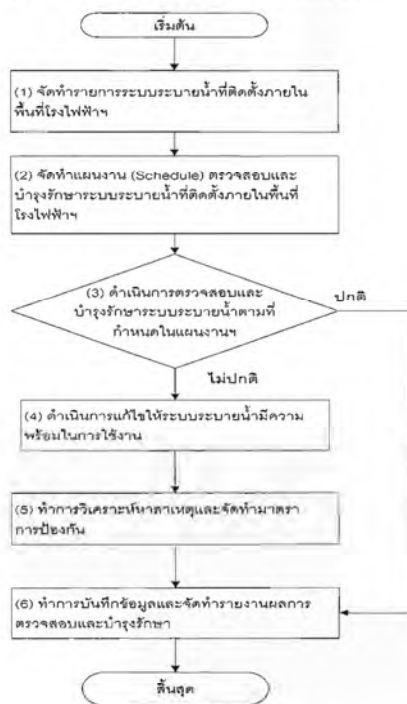 เริ่มต้น
(1) จัดทำรายการระบบระบายน้ำที่ติดตั้งภายใน
พื้นที่โรงไฟฟ้าฯ
(2) จัดทำแผนงาน (Schedule) ตรวจสอบและ
บำรุงรักษาระบบระบายน้ำที่ติดตั้งภายในพื้นที่
โรงไฟฟ้าฯ
(3) ดำเนินการตรวจสอบและ
บำรุงรักษาระบบระบายน้ำตามที่
กำหนดในแผนงานฯ
ปกติ
ไม่ปกติ
(4) ดำเนินการแก้ไขให้ระบบระบายน้ำมีความ
พร้อมในการใช้งาน
(5) ทำการวิเคราะห์หาสาเหตุและจัดทำมาตรา
การป้องกัน
(6) ทำการบันทึกข้อมูลและจัดทำรายงานผลการ
ตรวจสอบและบำรุงรักษา
สิ้นสุด